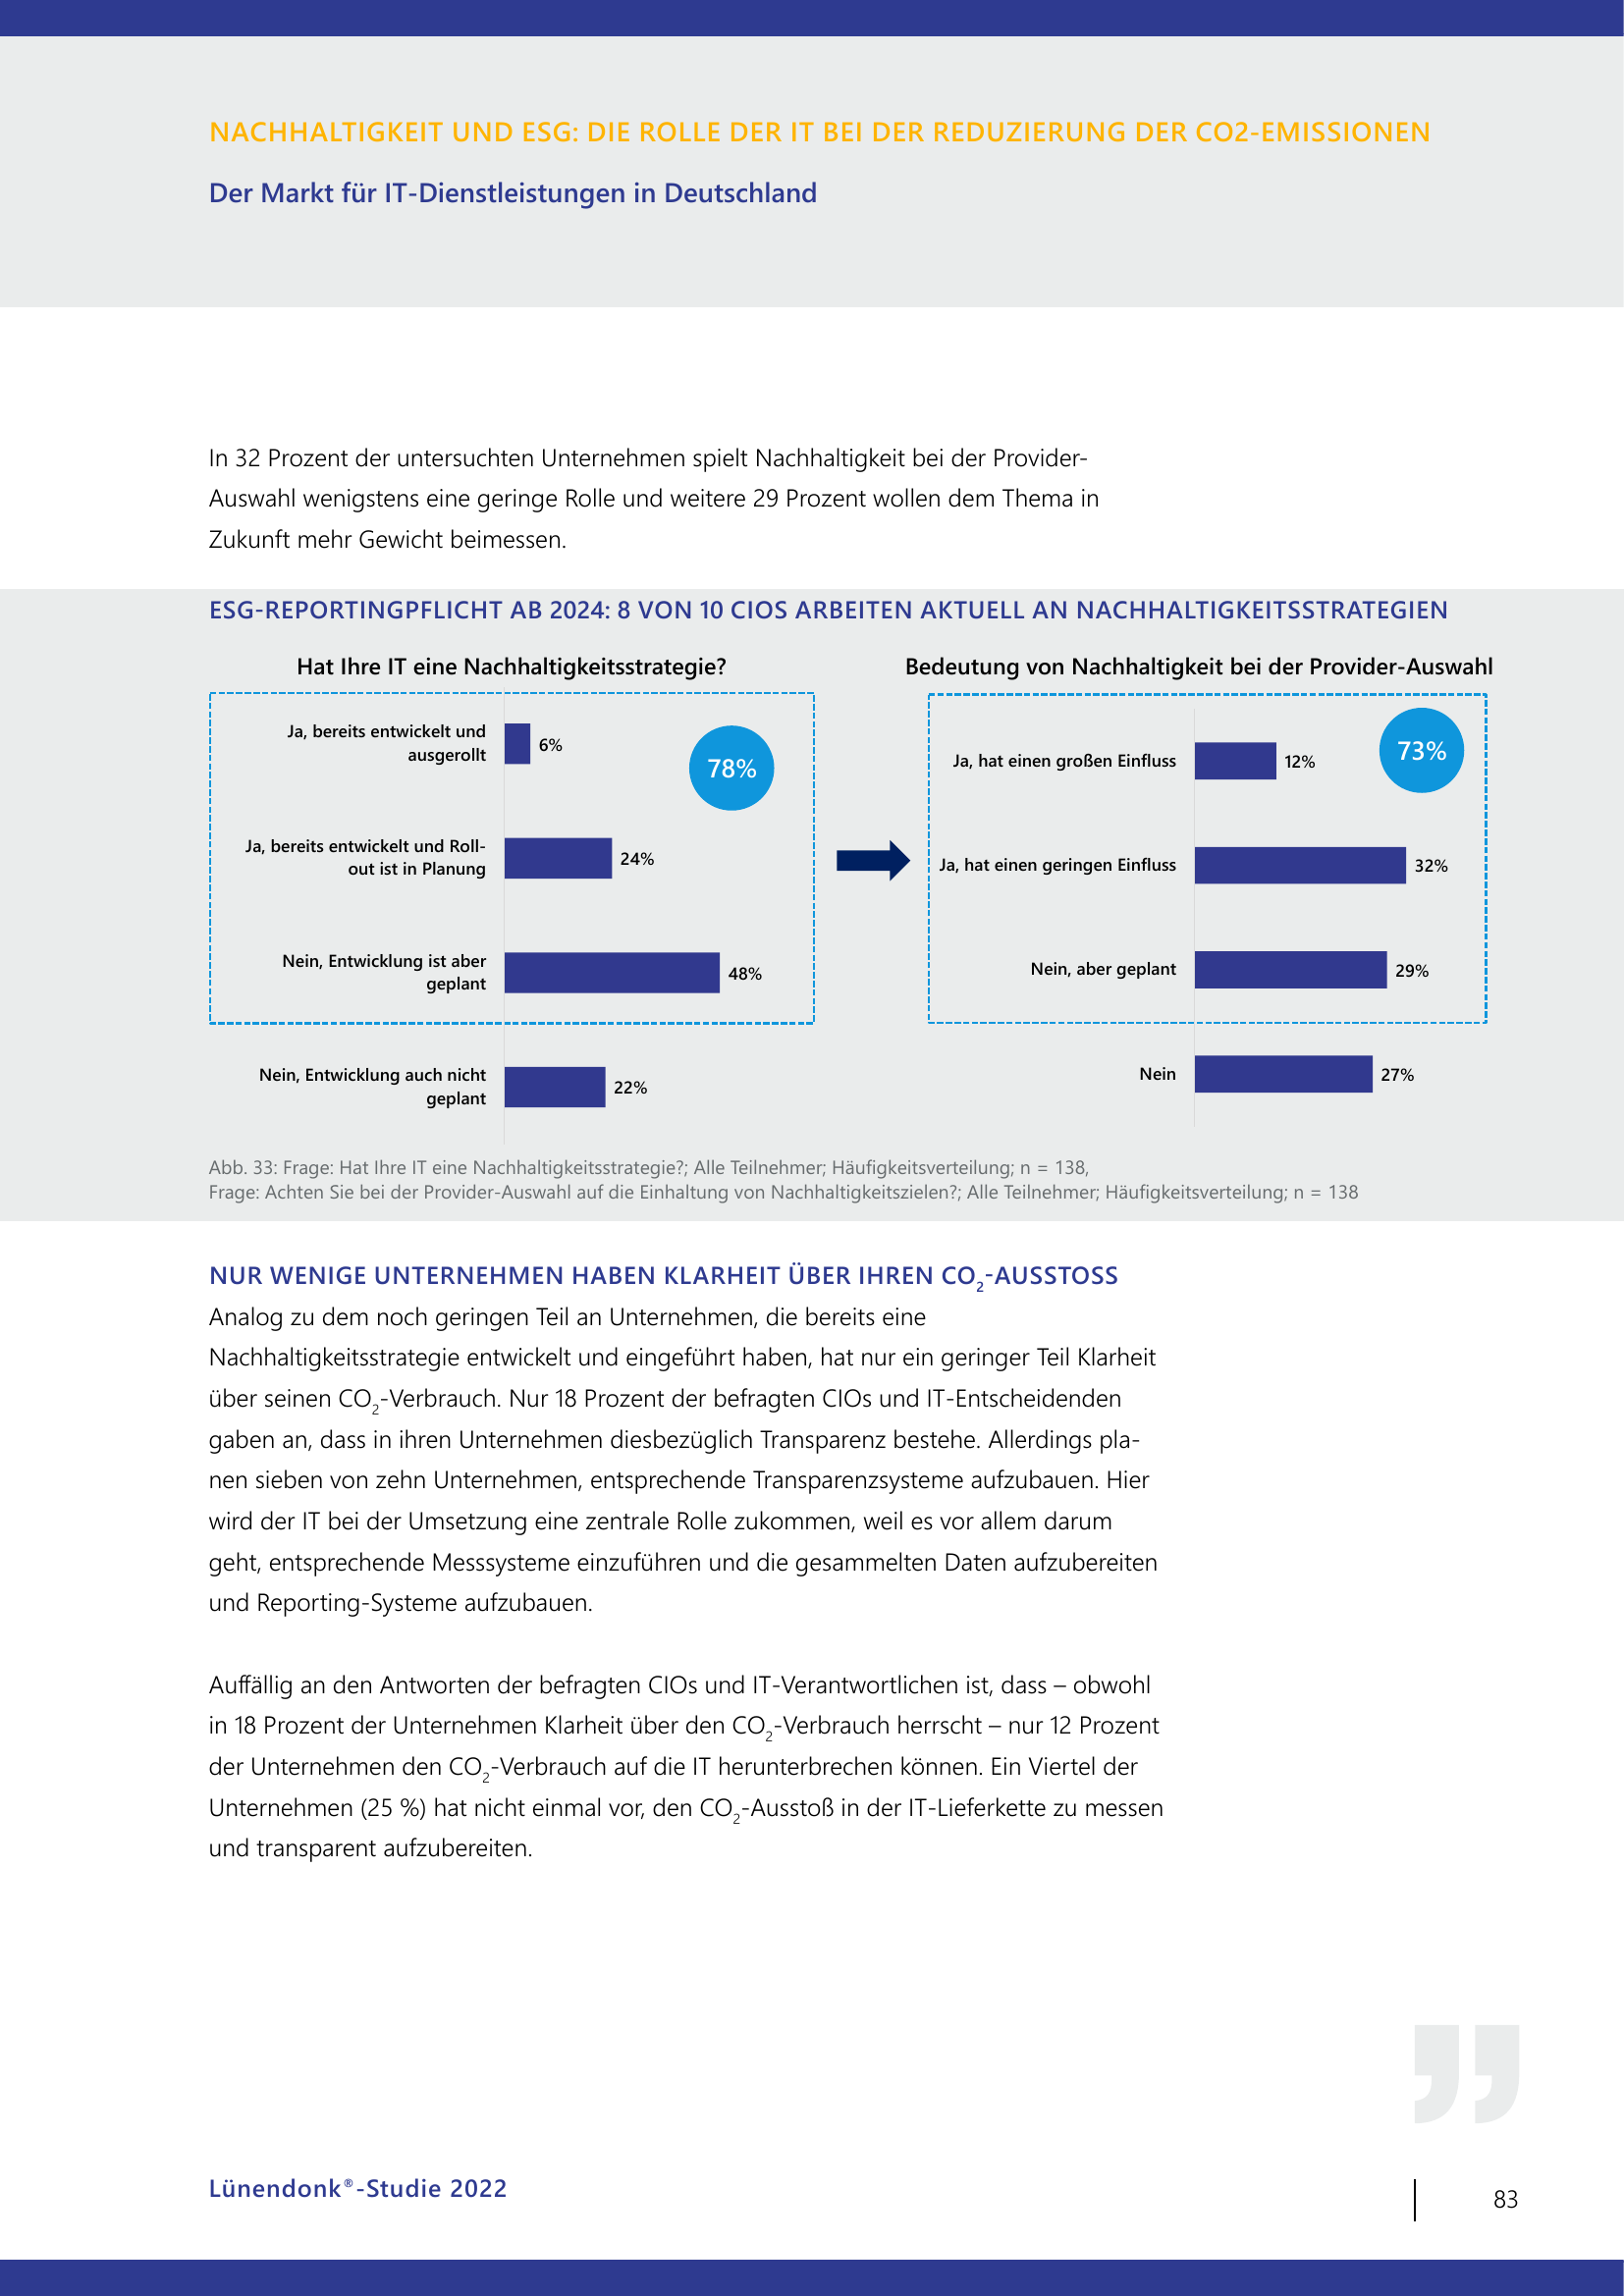 NACHHALTIGKEIT UND ESG: DIE ROLLE DER IT BEI DER REDUZIERUNG DER CO2-EMISSIONEN
Der Markt für IT-Dienstleistungen in Deutschland
In 32 Prozent der untersuchten Unternehmen spielt Nachhaltigkeit bei der Provider-
Auswahl wenigstens eine geringe Rolle und weitere 29 Prozent wollen dem Thema in
Zukunft mehr Gewicht beimessen.
ESG-REPORTINGPFLICHT AB 2024: 8 VON 10 CIOS ARBEITEN AKTUELL AN NACHHALTIGKEITSSTRATEGIEN
Hat Ihre IT eine Nachhaltigkeitsstrategie?
Ja, bereits entwickelt und
ausgerollt
6%
78%
Ja, bereits entwickelt und Roll-
out ist in Planung
24%
Nein, Entwicklung ist aber
geplant
48%
Nein, Entwicklung auch nicht
geplant
22%
Bedeutung von Nachhaltigkeit bei der Provider-Auswahl
Ja, hat einen großen Einfluss
12%
73%
Ja, hat einen geringen Einfluss
32%
Nein, aber geplant
29%
Nein
27%
Abb. 33: Frage: Hat Ihre IT eine Nachhaltigkeitsstrategie?; Alle Teilnehmer; Häufigkeitsverteilung; n = 138,
Frage: Achten Sie bei der Provider-Auswahl auf die Einhaltung von Nachhaltigkeitszielen?; Alle Teilnehmer; Häufigkeitsverteilung; n = 138
NUR WENIGE UNTERNEHMEN HABEN KLARHEIT ÜBER IHREN CO₂-AUSSTOSS
Analog zu dem noch geringen Teil an Unternehmen, die bereits eine
Nachhaltigkeitsstrategie entwickelt und eingeführt haben, hat nur ein geringer Teil Klarheit
über seinen CO₂-Verbrauch. Nur 18 Prozent der befragten CIOs und IT-Entscheidenden
gaben an, dass in ihren Unternehmen diesbezüglich Transparenz bestehe. Allerdings pla-
nen sieben von zehn Unternehmen, entsprechende Transparenzsysteme aufzubauen. Hier
wird der IT bei der Umsetzung eine zentrale Rolle zukommen, weil es vor allem darum
geht, entsprechende Messsysteme einzuführen und die gesammelten Daten aufzubereiten
und Reporting-Systeme aufzubauen.
Auffällig an den Antworten der befragten CIOs und IT-Verantwortlichen ist, dass – obwohl
in 18 Prozent der Unternehmen Klarheit über den CO₂-Verbrauch herrscht – nur 12 Prozent
der Unternehmen den CO₂-Verbrauch auf die IT herunterbrechen können. Ein Viertel der
Unternehmen (25 %) hat nicht einmal vor, den CO₂-Ausstoß in der IT-Lieferkette zu messen
und transparent aufzubereiten.
Lünendonk®-Studie 2022
83